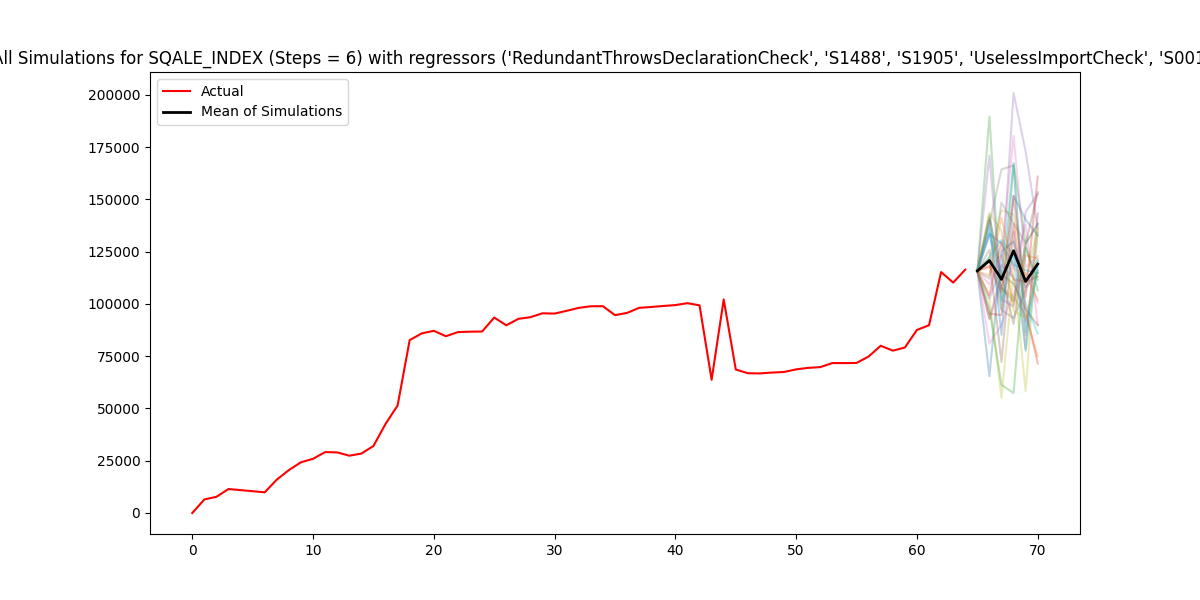 All Simulations for SQALE_INDEX (Steps = 6) with regressors ('RedundantThrowsDeclarationCheck', 'S1488', 'S1905', 'UselessImportCheck', 'S001
Actual
Mean of Simulations
200000
175000
150000
125000
100000
75000
50000
25000
0
0 10 20 30 40 50 60 70